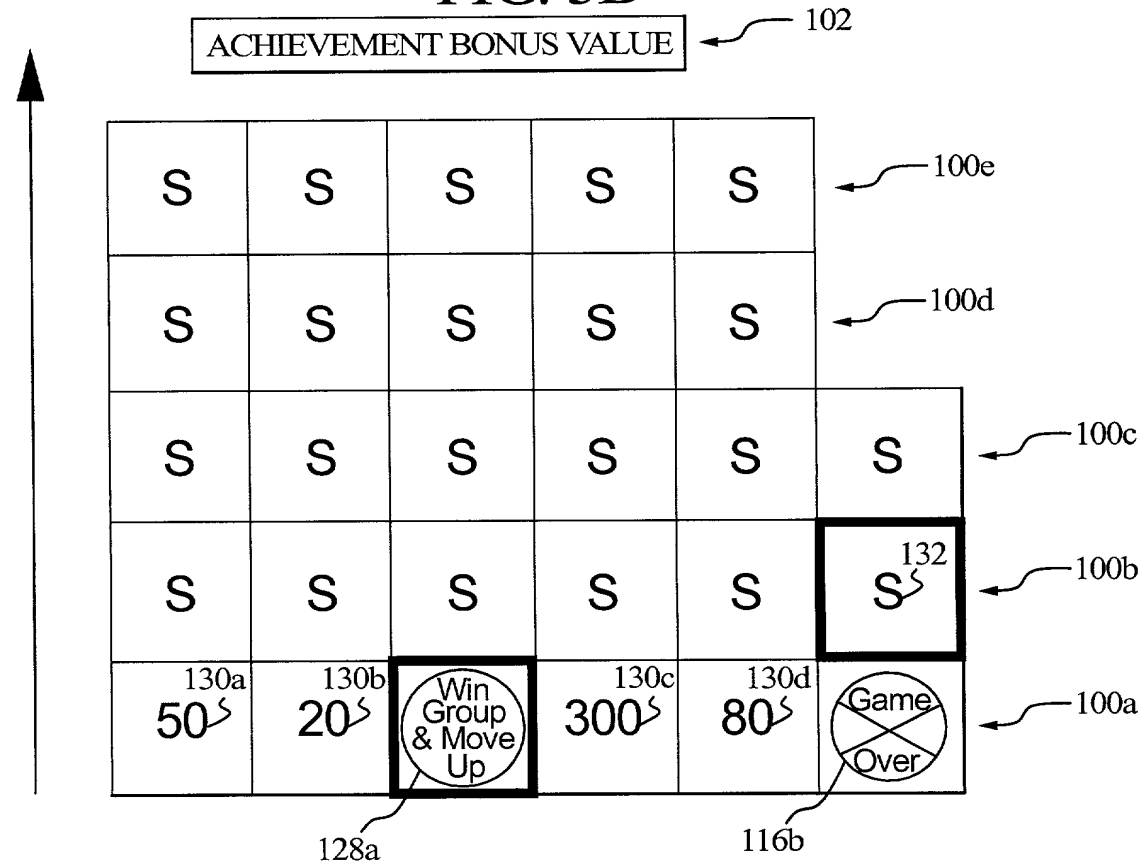 ACHIEVEMENT BONUS VALUE 102
S S S S S 100e
S S S S S 100d
S S S S S S 100c
S S S S S S 132 100b
130a 130b 130c 130d
50 20 Win Group & Move Up 300 80 Game Over 100a
128a 116b